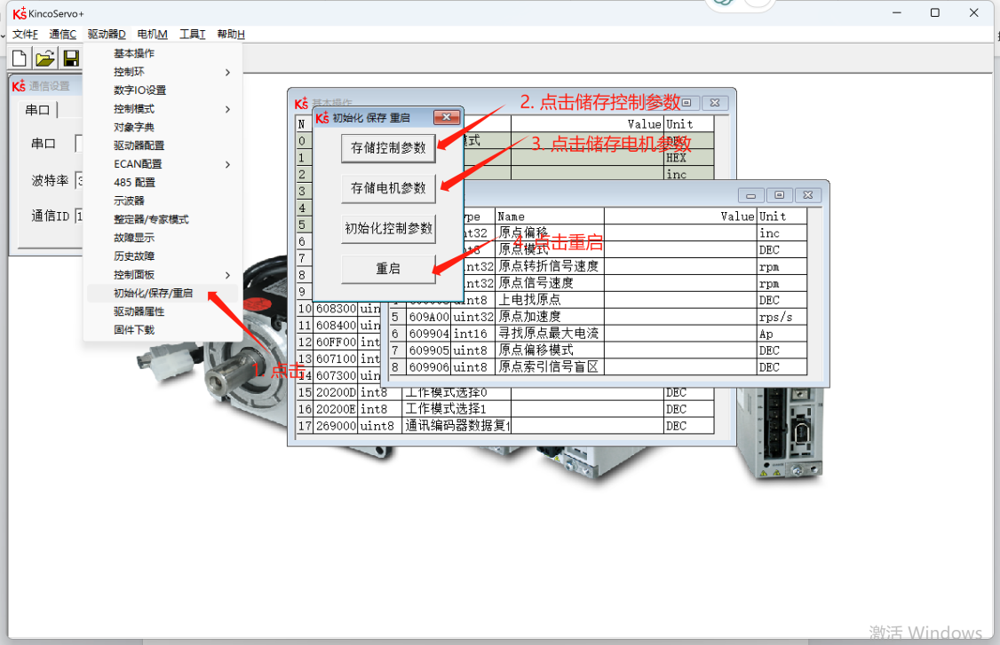 KincoServo+
文件F 通信C 驱动器D 电机M 工具T 帮助H
基本操作
控制环
数字IO设置
控制模式
对象字典
驱动器配置
ECAN配置
485 配置
示波器
整定器/专家模式
故障显示
历史故障
控制面板
初始化/保存/重启
驱动器属性
固件下载
通信设置
串口
串口
波特率 3
通信ID 1
1. 点击
基本操作
初始化 保存 重启
存储控制参数
存储电机参数
初始化控制参数
重启
2. 点击储存控制参数
3. 点击储存电机参数
4. 点击重启
N Value Unit
0 模式 DEC
1 HEX
2 inc
3
4
5
6
7
8
9
10 608300 uin
11 608400 uin
12 60FF00 int
13 607100 int
14 607300 uin
15 20200D int8 工作模式选择0 DEC
16 20200E int8 工作模式选择1 DEC
17 269000 uint8 通讯编码器数据复 DEC
ype Name Value Unit
nt32 原点偏移 inc
nt8 原点模式 DEC
int32 原点转折信号速度 rpm
int32 原点信号速度 rpm
int8 上电找原点 DEC
5 609A00 uint32 原点加速度 rps/s
6 609904 int16 寻找原点最大电流 Ap
7 609905 uint8 原点偏移模式 DEC
8 609906 uint8 原点索引信号盲区 DEC
激活 Windows